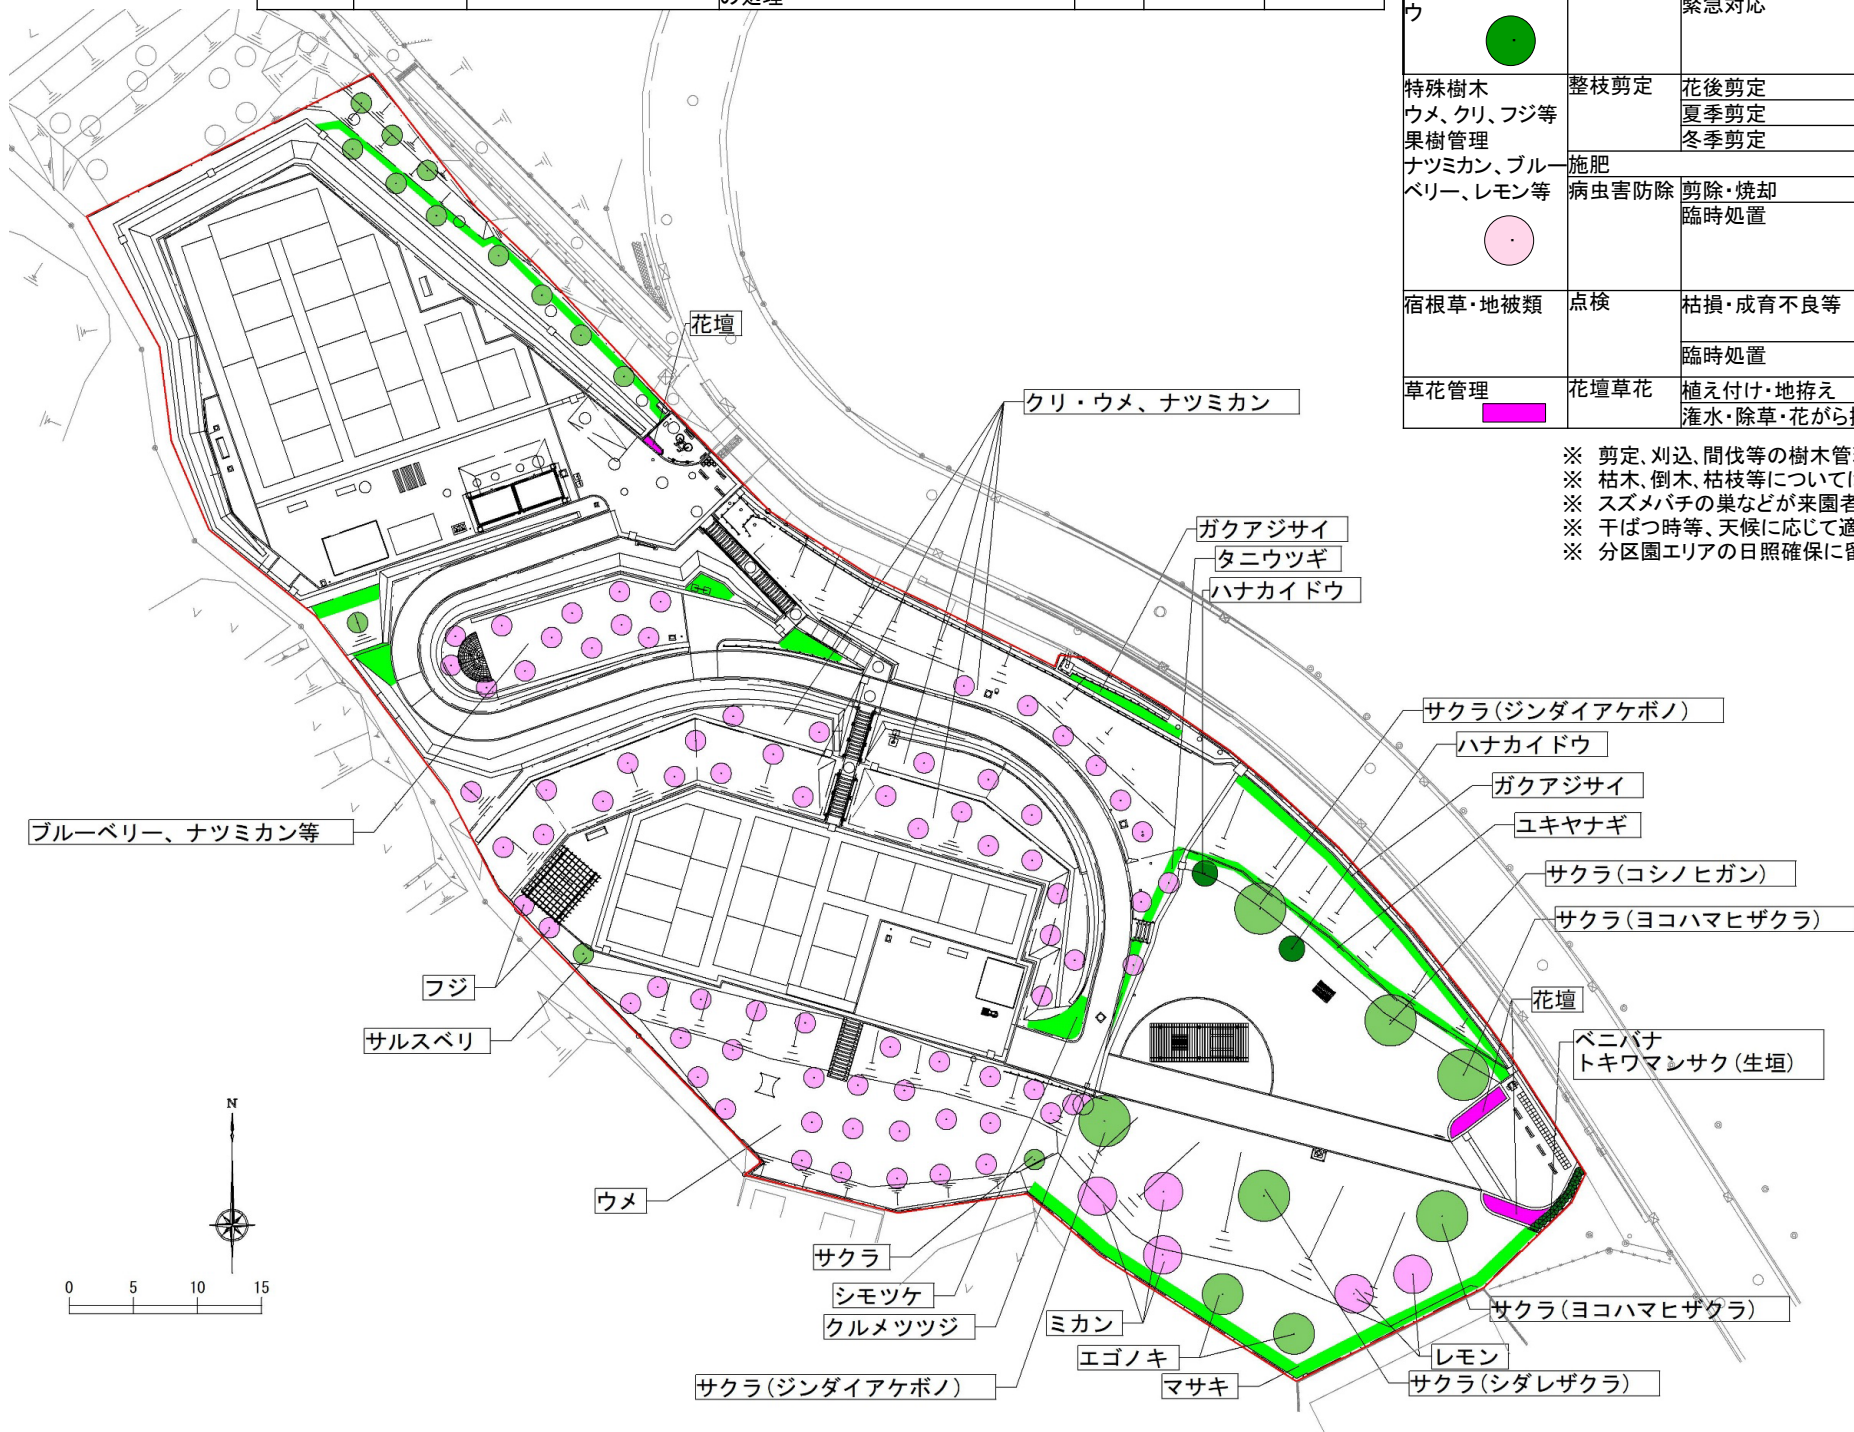 の処理
ウ
緊急対応
特殊樹木
ウメ、クリ、フジ等
果樹管理
ナツミカン、ブルー
ベリー、レモン等
整枝剪定
花後剪定
夏季剪定
冬季剪定
施肥
病虫害防除
剪除・焼却
臨時処置
宿根草・地被類
点検
枯損・成育不良等
臨時処置
草花管理
花壇草花
植え付け・地拵え
潅水・除草・花がら
※ 剪定、刈込、間伐等の樹木管
※ 枯木、倒木、枯枝等について
※ スズメバチの巣などが来園者
※ 干ばつ時等、天候に応じて適
※ 分区園エリアの日照確保に
花壇
クリ・ウメ、ナツミカン
ガクアジサイ
タニウツギ
ハナカイドウ
サクラ(ジンダイアケボノ)
ハナカイドウ
ガクアジサイ
ユキヤナギ
サクラ(コシノヒガン)
サクラ(ヨコハマヒザクラ)
花壇
ベニバナ
トキワマンサク(生垣)
ブルーベリー、ナツミカン等
フジ
サルスベリ
ウメ
サクラ
シモツケ
クルメツツジ
サクラ(ジンダイアケボノ)
ミカン
エゴノキ
マサキ
レモン
サクラ(シダレザクラ)
サクラ(ヨコハマヒザクラ)
N
0 5 10 15